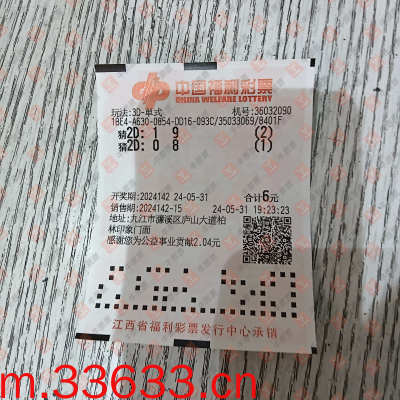 中国福利彩票
CHINA WELFARE LOTTERY
玩法:3D-单式 机号:36032090
1BE4-A630-0854-0D16-093C/35033069/8401F
猜2D: 1 9 (2)
猜2D: 0 8 (1)
开奖期:2024142 24-05-31 合计6元
销售期:2024142-15 24-05-31 19:23:23
地址:九江市濂溪区庐山大道柏
林印象门面
感谢您为公益事业贡献2.04元
江西省福利彩票发行中心承销
m.33633.cn